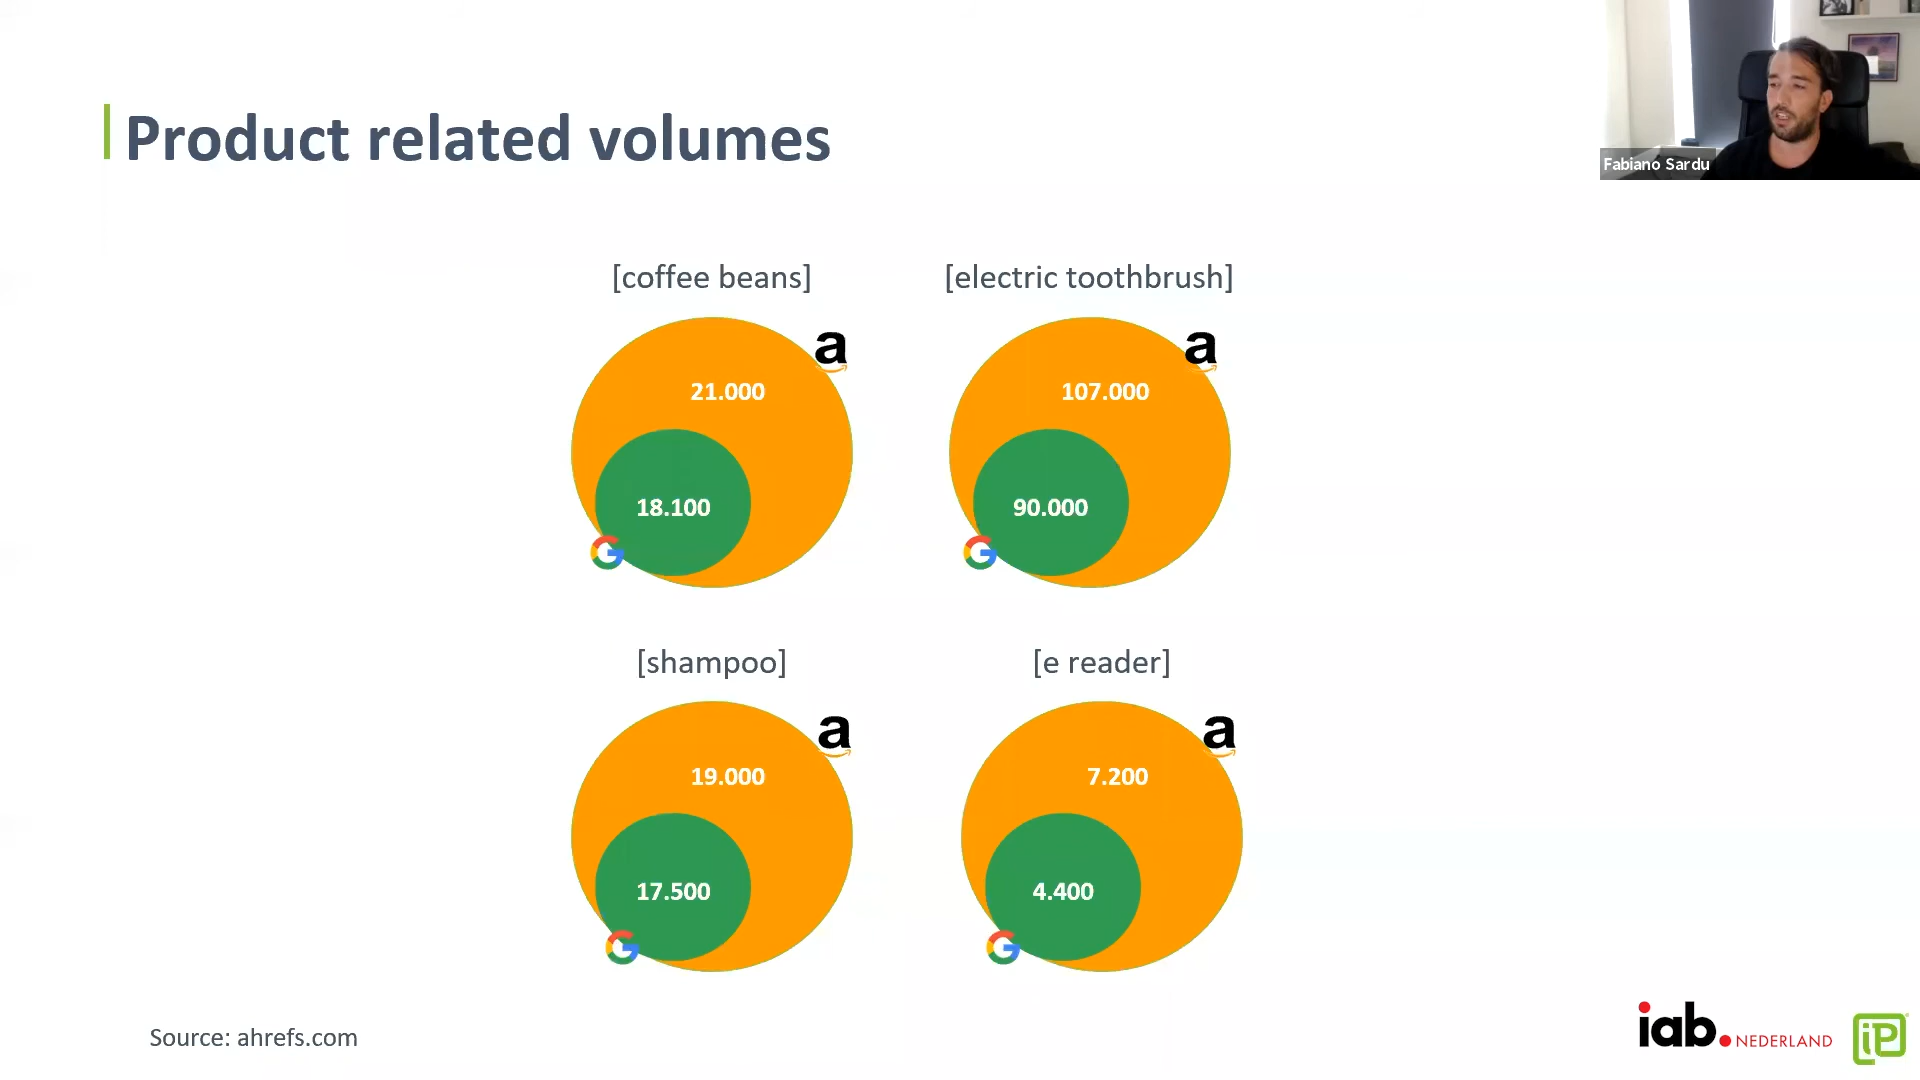 Product related volumes
Fabiano Sardu
[coffee beans]
[electric toothbrush]
a
a
21.000
107.000
18.100
90.000
G
G
[shampoo]
[e reader]
a
a
19.000
7.200
17.500
4.400
G
G
Source: ahrefs.com
iab. NEDERLAND
iP